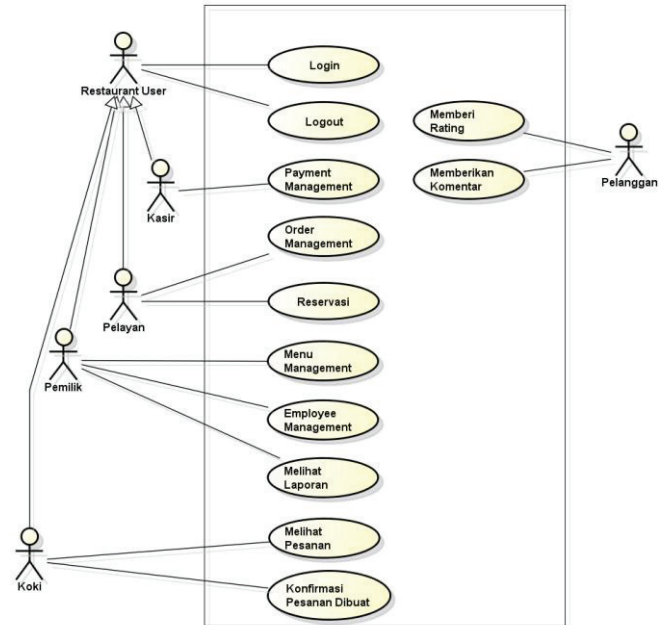 Restaurant User
Login
Logout
Memberi
Rating
Memberikan
Komentar
Pelanggan
Kasir
Payment
Management
Order
Management
Pelayan
Reservasi
Pemilik
Menu
Management
Employee
Management
Melihat
Laporan
Koki
Melihat
Pesanan
Konfirmasi
Pesanan Dibuat